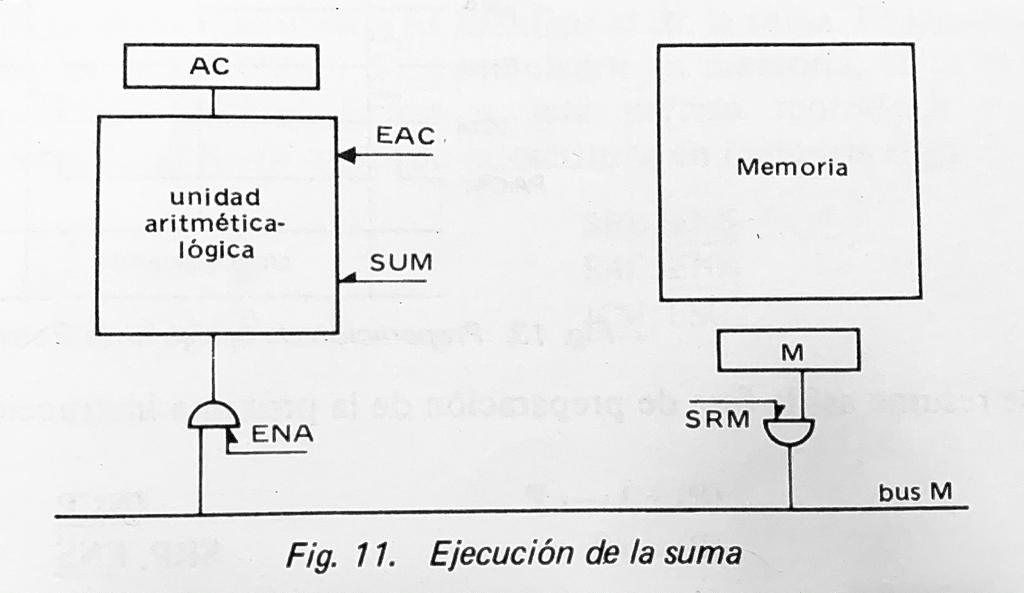 AC
EAC
unidad
aritmética-
lógica
SUM
ENA
Memoria
M
SRM
bus M
Fig. 11. Ejecución de la suma